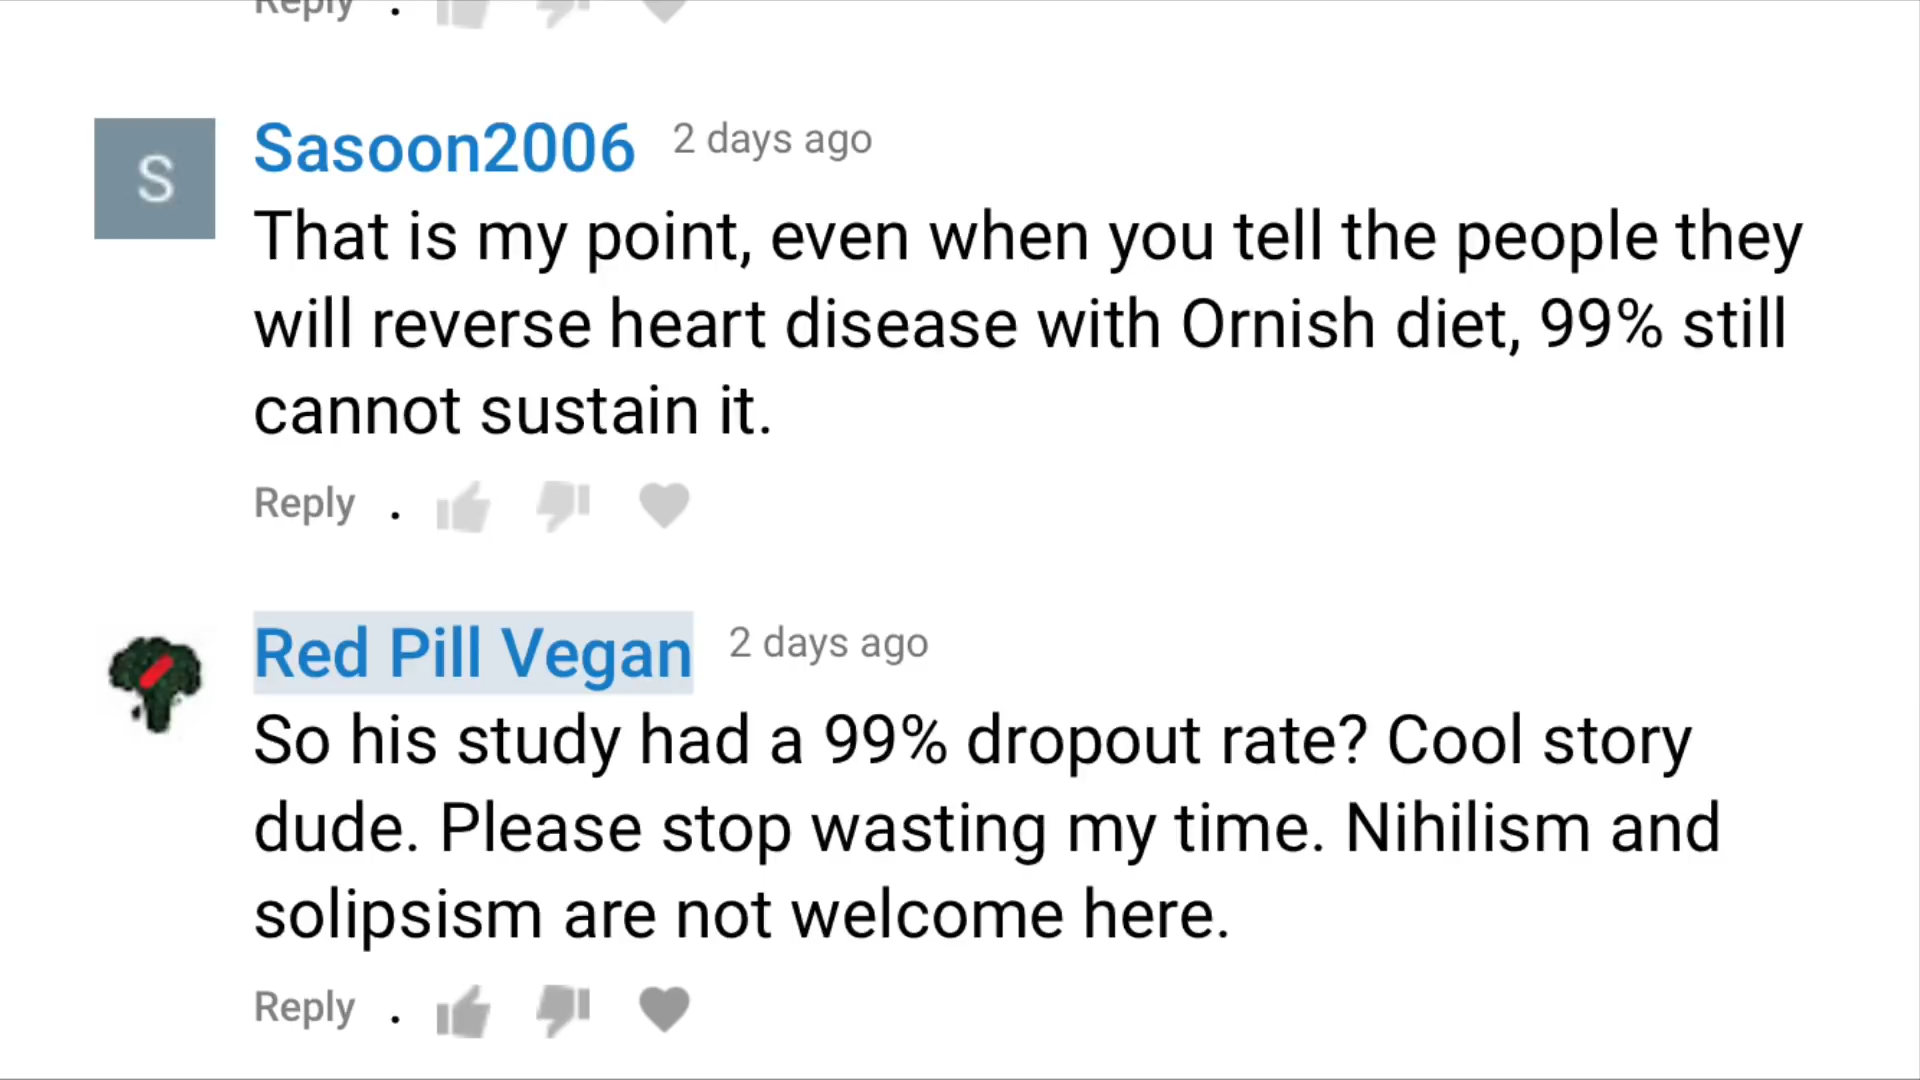 Reply .
S
Sasoon2006 2 days ago
That is my point, even when you tell the people they
will reverse heart disease with Ornish diet, 99% still
cannot sustain it.
Reply .
Red Pill Vegan 2 days ago
So his study had a 99% dropout rate? Cool story
dude. Please stop wasting my time. Nihilism and
solipsism are not welcome here.
Reply .